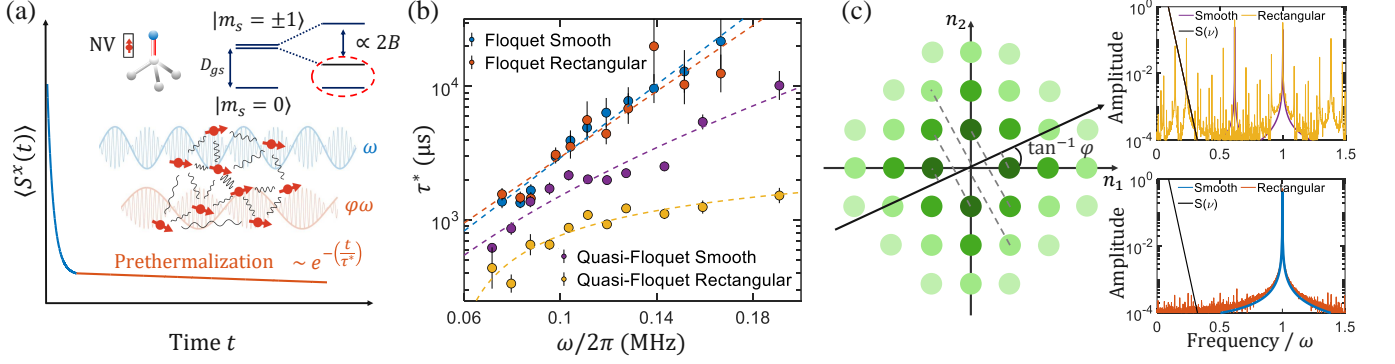 (a)
|m_s = ±1⟩
NV
∝ 2B
D_gs
|m_s = 0⟩
⟨S^x(t)⟩
ω
φω
Prethermalization ~ e^{-(t/τ*)}
Time t
(b)
Floquet Smooth
Floquet Rectangular
10^4
τ* (μs)
10^3
Quasi-Floquet Smooth
Quasi-Floquet Rectangular
0.06 0.1 0.14 0.18
ω/2π (MHz)
(c)
n_2
tan^{-1} φ
n_1
Smooth Rectangular
S(ν)
10^0
10^-2
10^-4
Amplitude
0 0.5 1 1.5
Smooth Rectangular
S(ν)
10^0
10^-2
10^-4
Amplitude
0 0.5 1 1.5
Frequency / ω